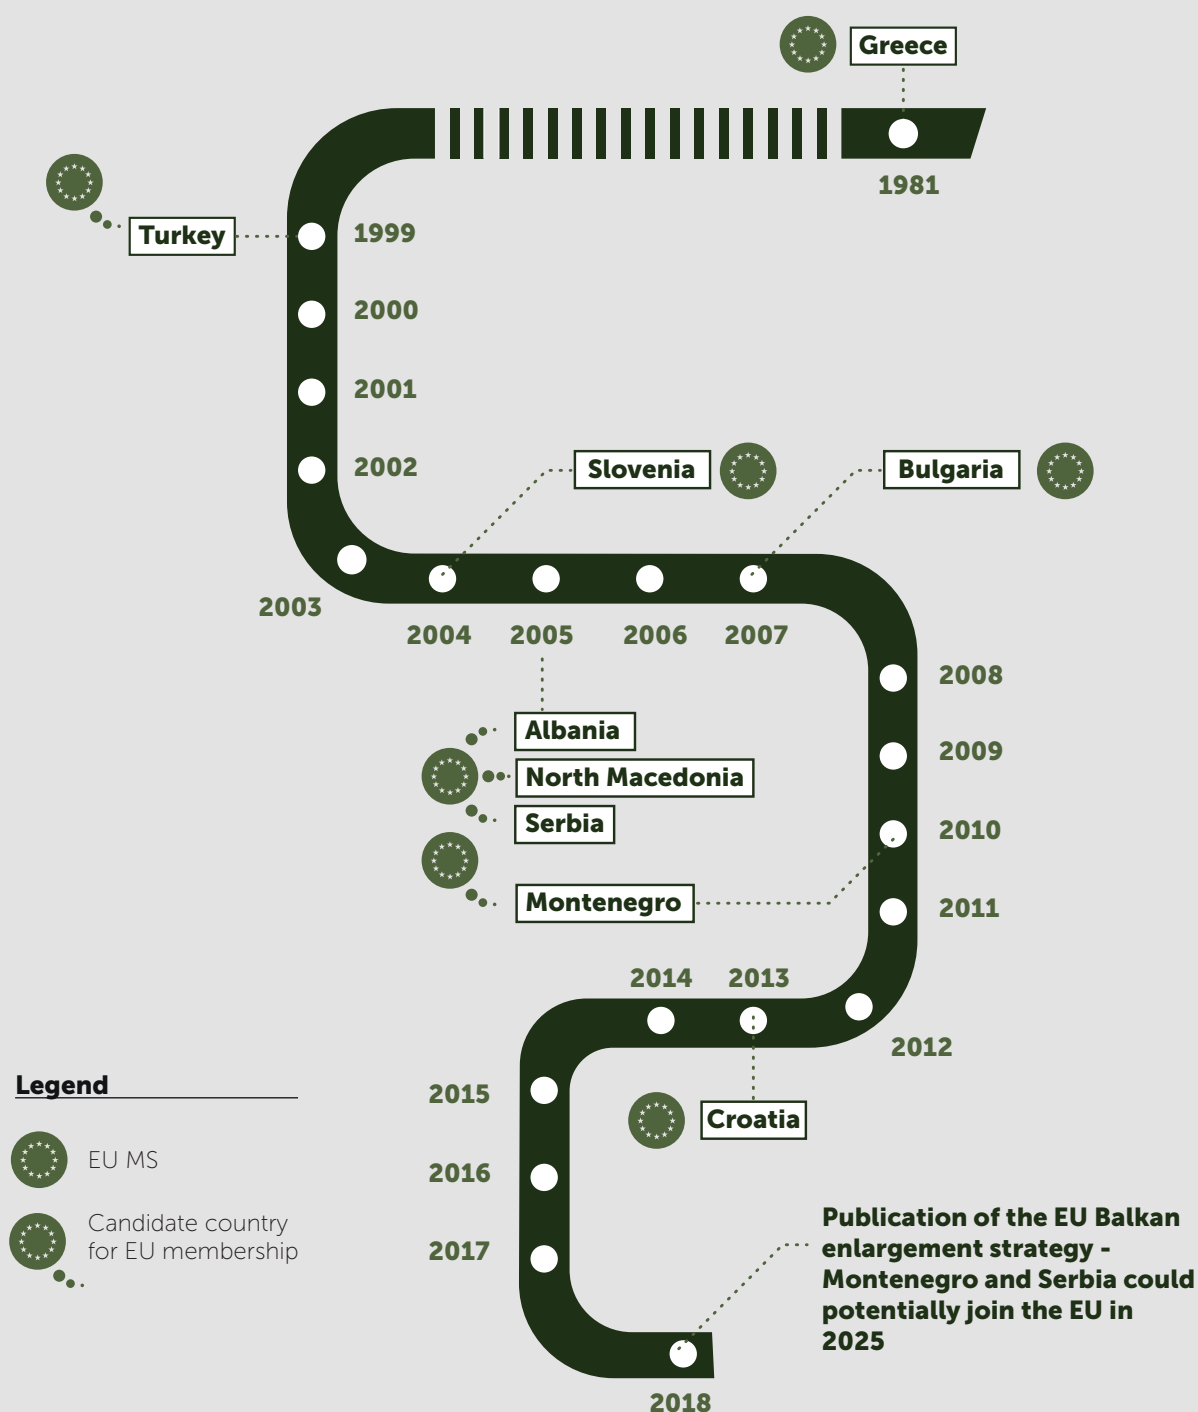 Greece
1981
Turkey
1999
2000
2001
2002
Slovenia
Bulgaria
2003
2004
2005
2006
2007
2008
Albania
2009
North Macedonia
Serbia
2010
Montenegro
2011
2014
2013
2012
Legend
2015
Croatia
EU MS
2016
Candidate country
for EU membership
2017
Publication of the EU Balkan
enlargement strategy -
Montenegro and Serbia could
potentially join the EU in
2025
2018